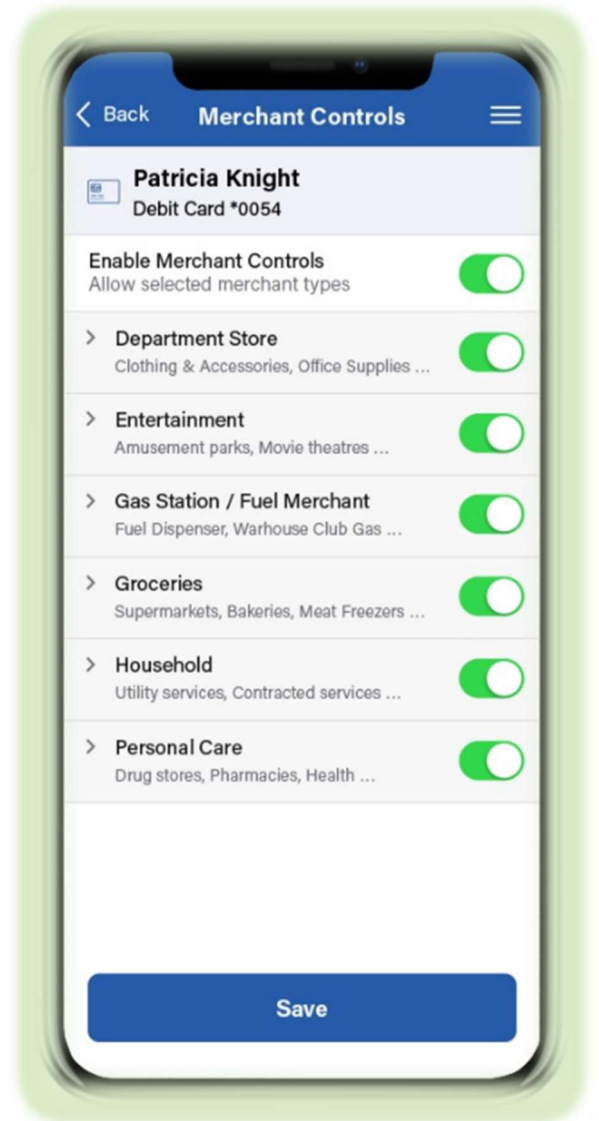 Back Merchant Controls
Patricia Knight
Debit Card *0054
Enable Merchant Controls
Allow selected merchant types
Department Store
Clothing & Accessories, Office Supplies ...
Entertainment
Amusement parks, Movie theatres ...
Gas Station / Fuel Merchant
Fuel Dispenser, Warhouse Club Gas ...
Groceries
Supermarkets, Bakeries, Meat Freezers ...
Household
Utility services, Contracted services ...
Personal Care
Drug stores, Pharmacies, Health ...
Save